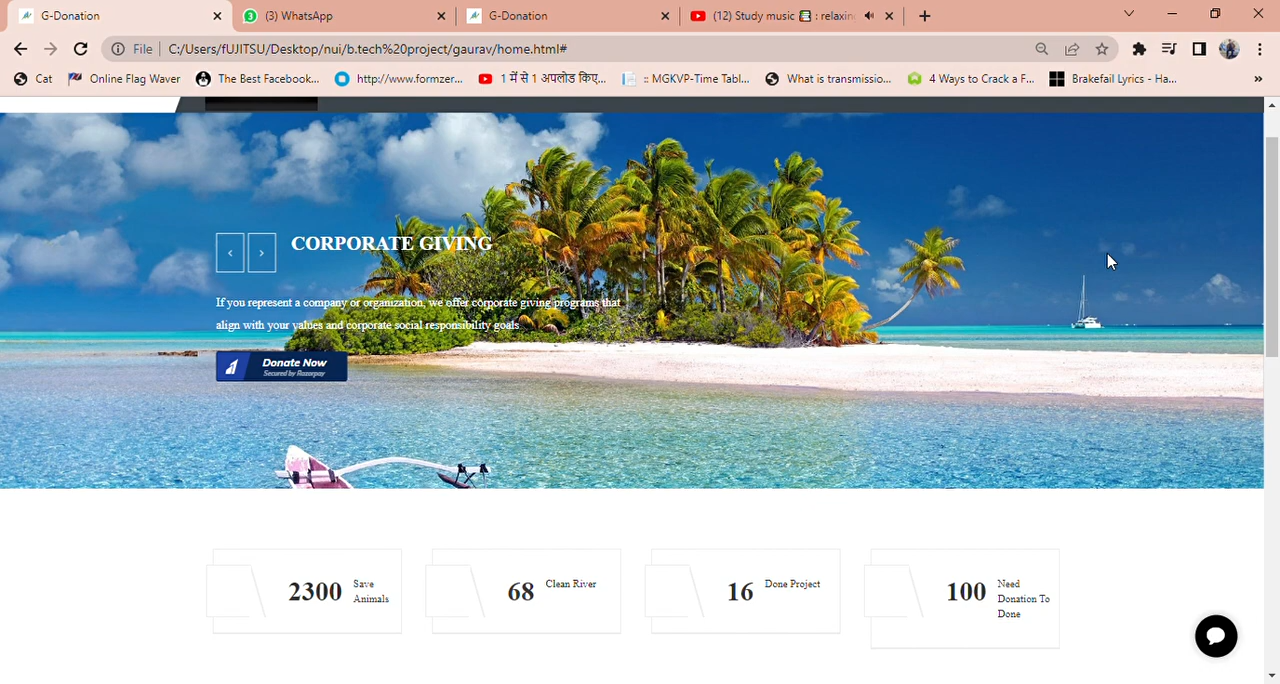 G-Donation
(3) WhatsApp
G-Donation
(12) Study music 📓 : relaxin
File
C:/Users/fUJITSU/Desktop/nui/b.tech%20project/gaurav/home.html#
Cat
Online Flag Waver
The Best Facebook...
http://www.formzer...
1 में से 1 अपलोड किए...
:: MGKVP-Time Tabl...
What is transmissio...
4 Ways to Crack a F...
Brakefail Lyrics - Ha...
CORPORATE GIVING
If you represent a company or organization, we offer corporate giving programs that
align with your values and corporate social responsibility goals
Donate Now
Secured by Razorpay
2300
Save
Animals
68
Clean River
16
Done Project
100
Need
Donation To
Done